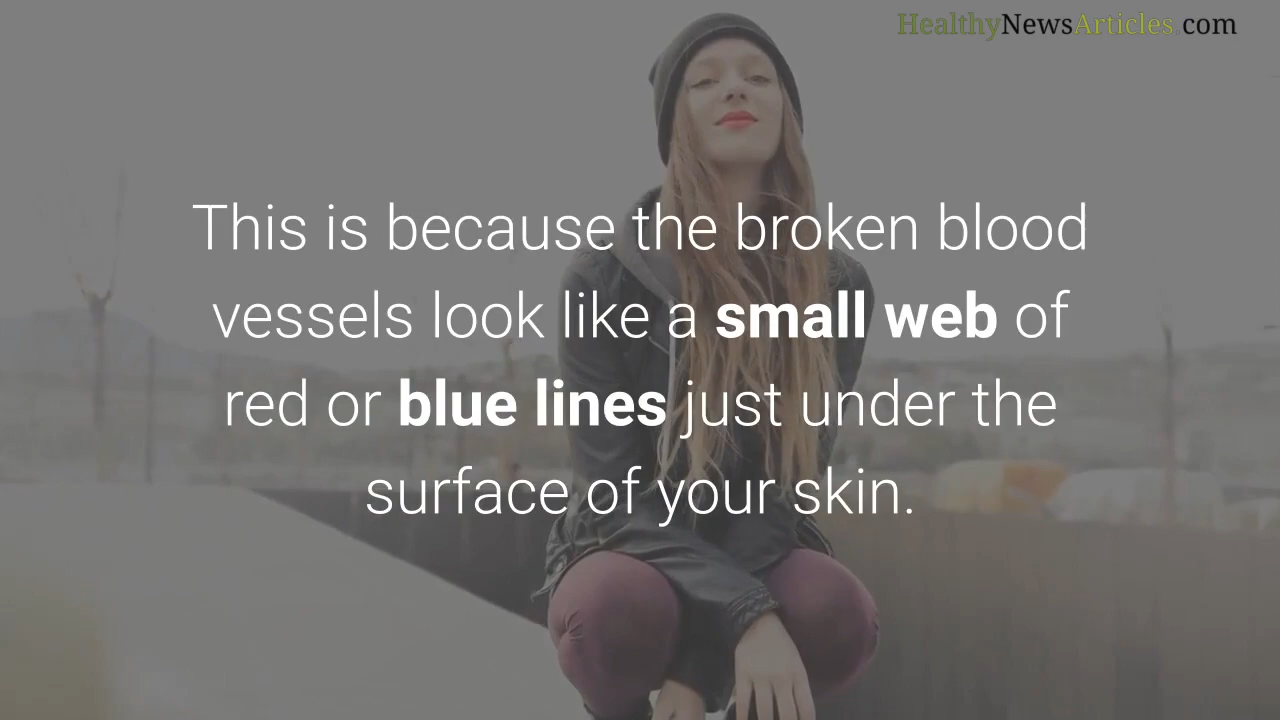 HealthyNewsArticles.com
This is because the broken blood
vessels look like a small web of
red or blue lines just under the
surface of your skin.